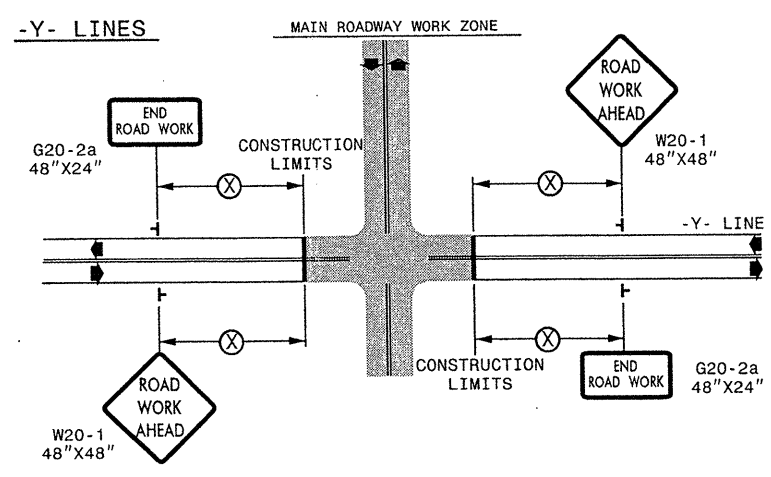 -Y- LINES
MAIN ROADWAY WORK ZONE
END
ROAD WORK
G20-2a
48"X24"
CONSTRUCTION
LIMITS
X
X
ROAD
WORK
AHEAD
W20-1
48"X48"
-Y- LINE
X
X
CONSTRUCTION
LIMITS
ROAD
WORK
AHEAD
W20-1
48"X48"
END
ROAD WORK
G20-2a
48"X24"